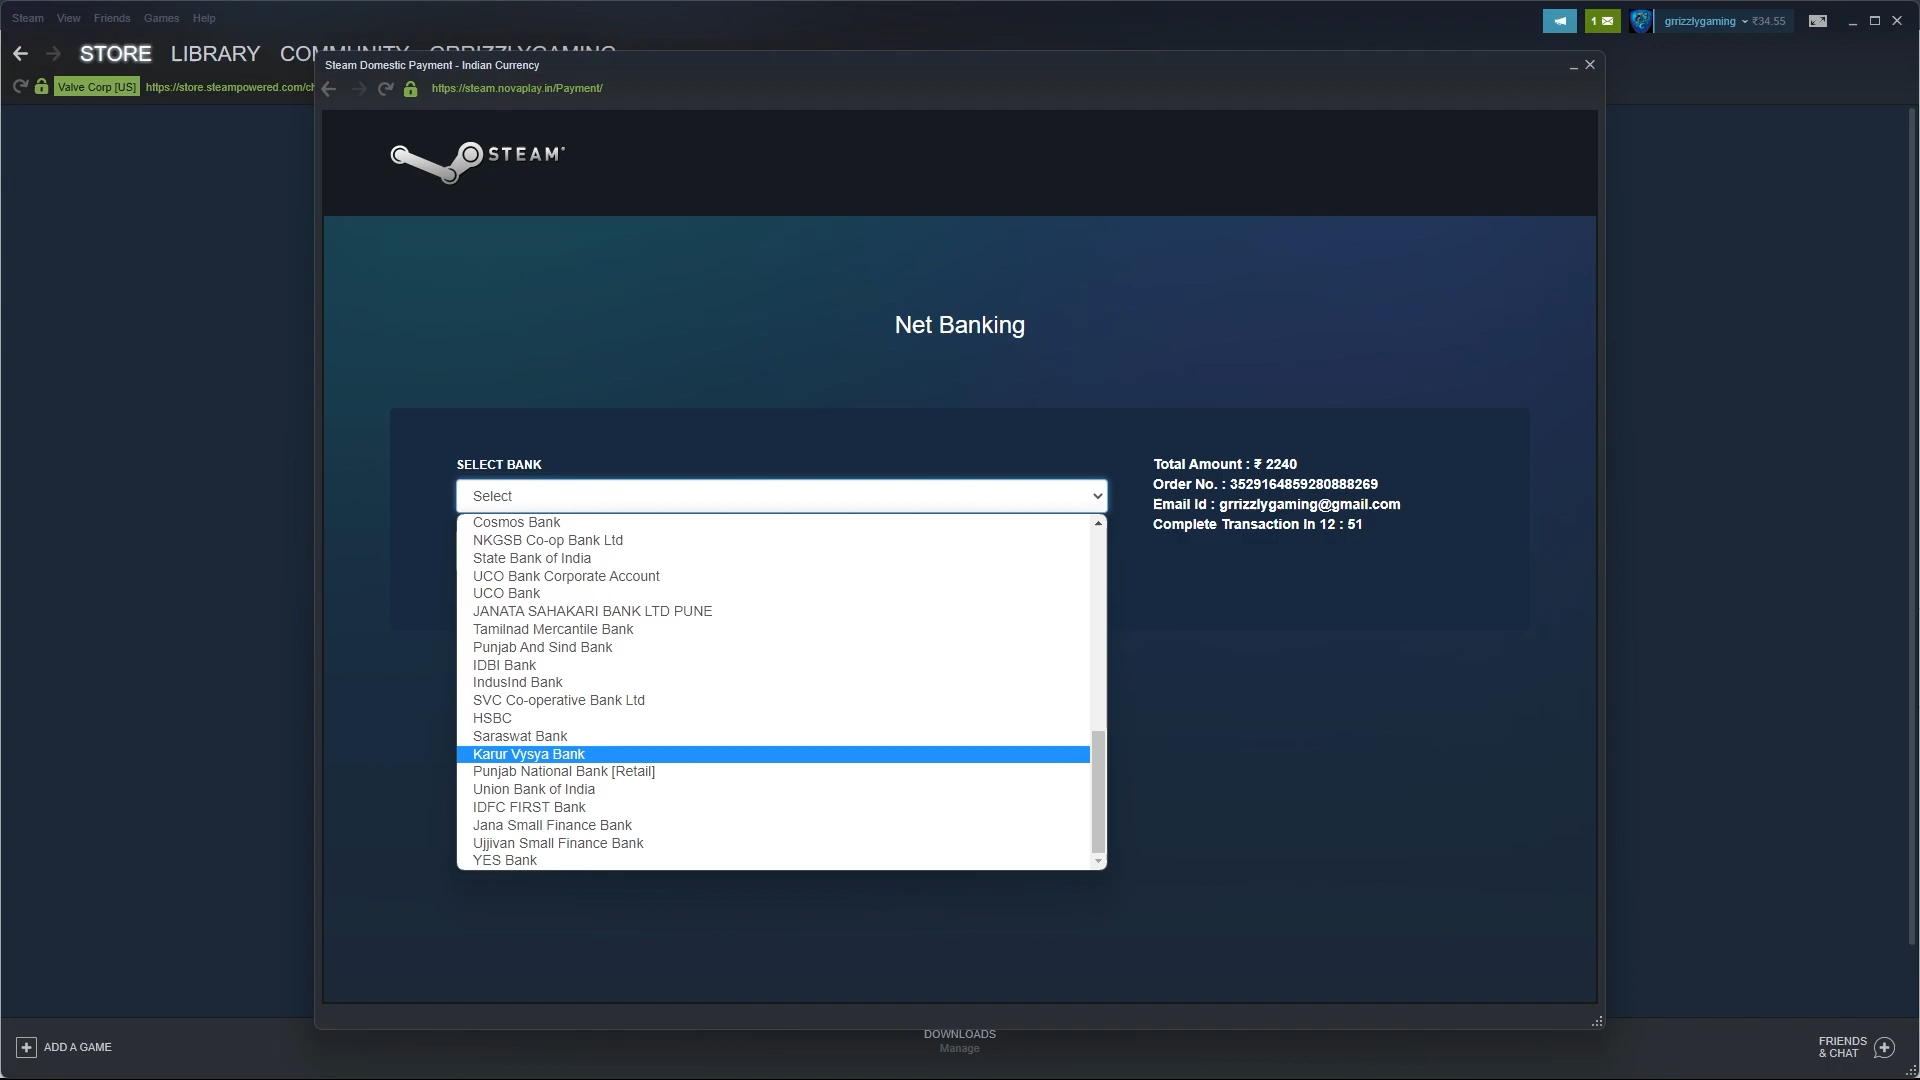 Steam View Friends Games Help
1
grrizzlygaming ₹34.55
STORE LIBRARY GRRIZZLYGAMING
Steam Domestic Payment - Indian Currency
Valve Corp [US] https://store.steampowered.com/ch
https://steam.novaplay.in/Payment/
STEAM
Net Banking
SELECT BANK
Select
Cosmos Bank
NKGSB Co-op Bank Ltd
State Bank of India
UCO Bank Corporate Account
UCO Bank
JANATA SAHAKARI BANK LTD PUNE
Tamilnad Mercantile Bank
Punjab And Sind Bank
IDBI Bank
IndusInd Bank
SVC Co-operative Bank Ltd
HSBC
Saraswat Bank
Karur Vysya Bank
Punjab National Bank [Retail]
Union Bank of India
IDFC FIRST Bank
Jana Small Finance Bank
Ujjivan Small Finance Bank
YES Bank
Total Amount : ₹ 2240
Order No. : 3529164859280888269
Email Id : grrizzlygaming@gmail.com
Complete Transaction In 12 : 51
ADD A GAME
DOWNLOADS
Manage
FRIENDS
& CHAT